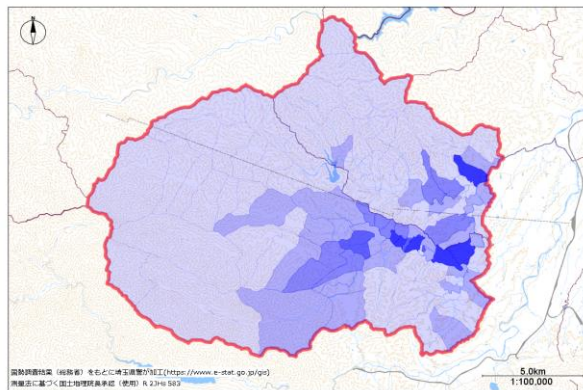 N
国勢調査結果（総務省）をもとに埼玉県警が加工(https://www.e-stat.go.jp/gis)
測量法に基づく国土地理院長承認（使用）R 2JHs 583
5.0km
1:100,000